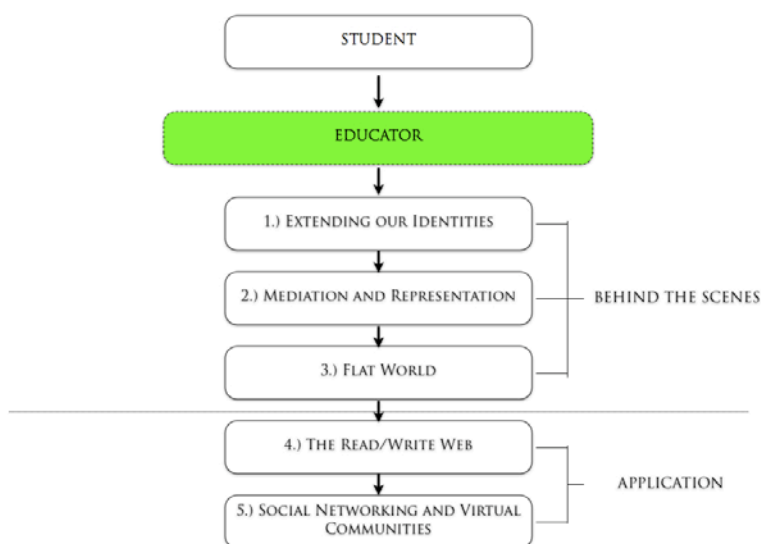 STUDENT
EDUCATOR
1.) EXTENDING OUR IDENTITIES
2.) MEDIATION AND REPRESENTATION
BEHIND THE SCENES
3.) FLAT WORLD
4.) THE READ/WRITE WEB
APPLICATION
5.) SOCIAL NETWORKING AND VIRTUAL
COMMUNITIES